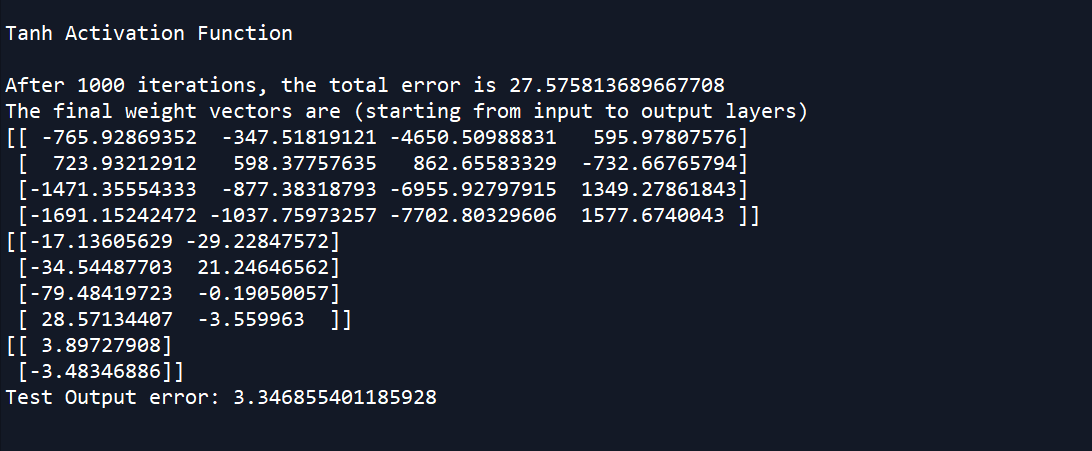 Tanh Activation Function
After 1000 iterations, the total error is 27.575813689667708
The final weight vectors are (starting from input to output layers)
[[ -765.92869352  -347.51819121 -4650.50988831   595.97807576]
 [  723.93212912   598.37757635   862.65583329  -732.66765794]
 [-1471.35554333  -877.38318793 -6955.92797915  1349.27861843]
 [-1691.15242472 -1037.75973257 -7702.80329606  1577.6740043 ]]
[[-17.13605629 -29.22847572]
 [-34.54487703  21.24646562]
 [-79.48419723  -0.19050057]
 [ 28.57134407  -3.559963  ]]
[[ 3.89727908]
 [-3.48346886]]
Test Output error: 3.346855401185928